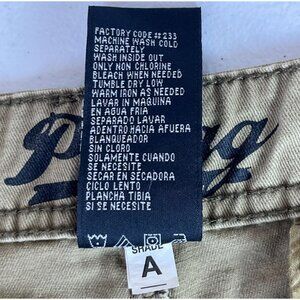 FACTORY CODE #233
MACHINE WASH COLD
SEPARATELY
WASH INSIDE OUT
ONLY NON CHLORINE
BLEACH WHEN NEEDED
TUMBLE DRY LOW
WARM IRON AS NEEDED
LAVAR EN MAQUINA
EN AGUA FRIA
SEPARADO LAVAR
ADENTRO HACIA AFUERA
BLANQUEADOR
SIN CLORO
SOLAMENTE CUANDO
SE NECESITE
SECAR EN SECADORA
CICLO LENTO
PLANCHA TIBIA
SI SE NECESITE
SHADE
A